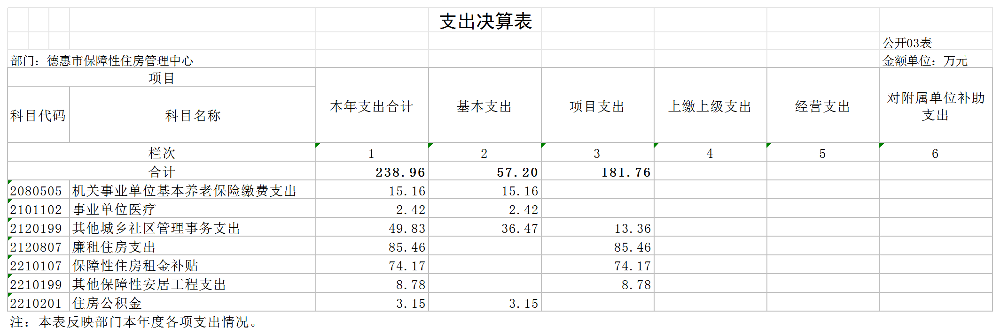 支出决算表
公开03表
部门：德惠市保障性住房管理中心 金额单位：万元
项目
本年支出合计 基本支出 项目支出 上缴上级支出 经营支出 对附属单位补助
支出
科目代码 科目名称
栏次 1 2 3 4 5 6
合计 238.96 57.20 181.76
2080505 机关事业单位基本养老保险缴费支出 15.16 15.16
2101102 事业单位医疗 2.42 2.42
2120199 其他城乡社区管理事务支出 49.83 36.47 13.36
2120807 廉租住房支出 85.46 85.46
2210107 保障性住房租金补贴 74.17 74.17
2210199 其他保障性安居工程支出 8.78 8.78
2210201 住房公积金 3.15 3.15
注：本表反映部门本年度各项支出情况。